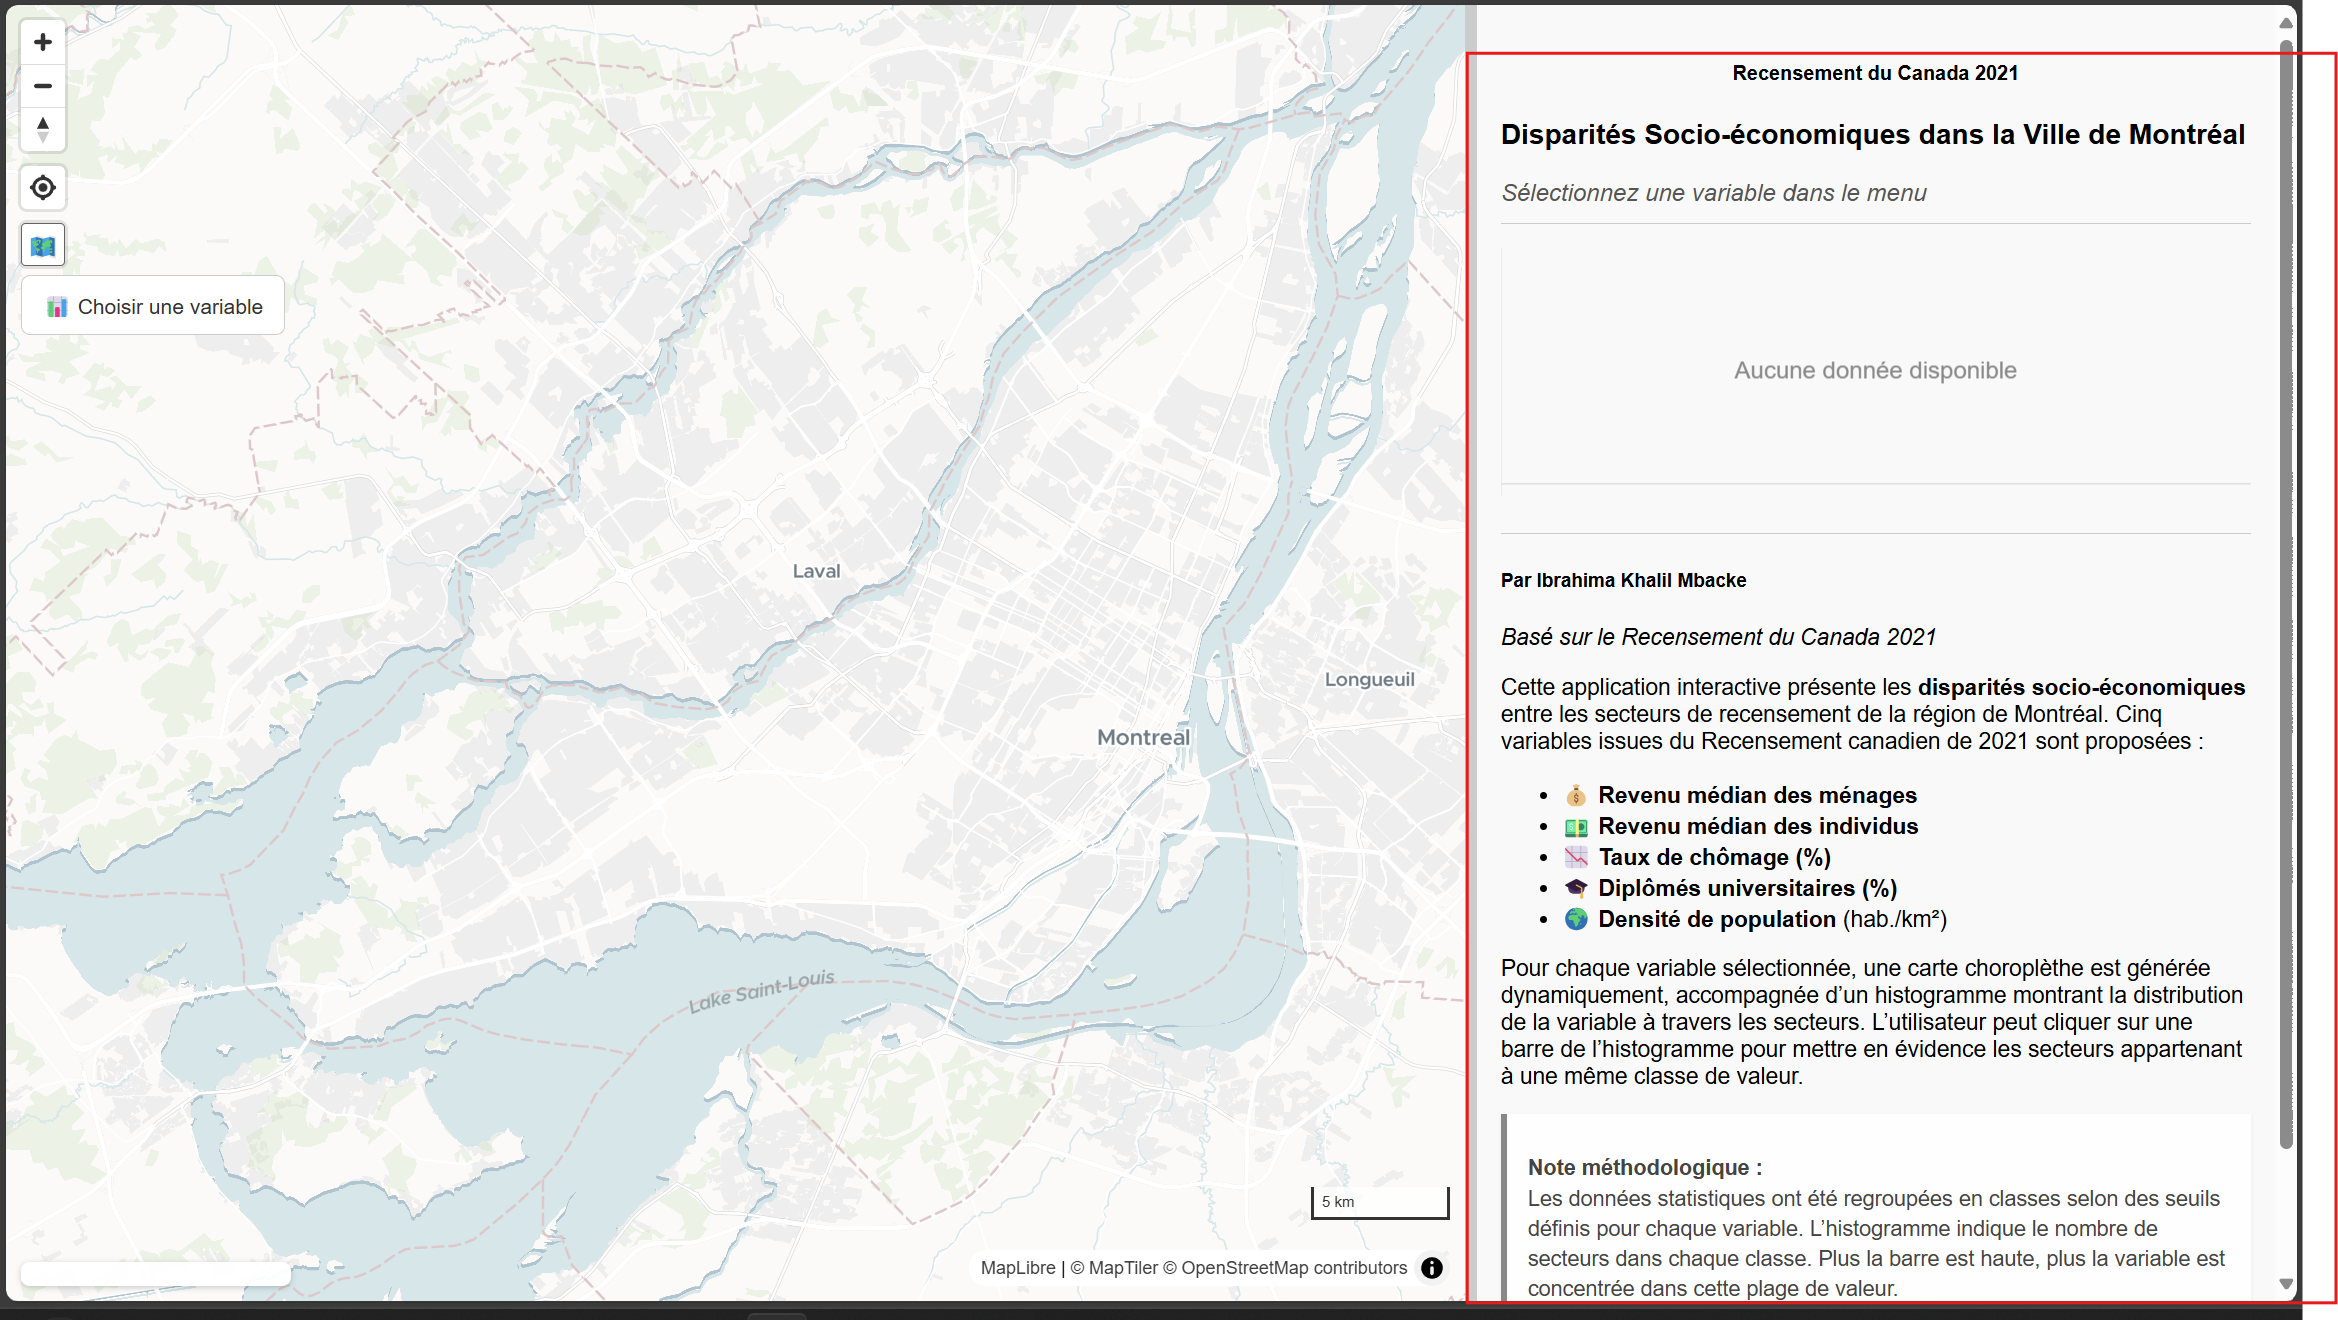 Choisir une variable
Laval
Longueuil
Montreal
Lake Saint-Louis
5 km
MapLibre | © MapTiler © OpenStreetMap contributors
Recensement du Canada 2021
Disparités Socio-économiques dans la Ville de Montréal
Sélectionnez une variable dans le menu
Aucune donnée disponible
Par Ibrahima Khalil Mbacke
Basé sur le Recensement du Canada 2021
Cette application interactive présente les disparités socio-économiques
entre les secteurs de recensement de la région de Montréal. Cinq
variables issues du Recensement canadien de 2021 sont proposées :
Revenu médian des ménages
Revenu médian des individus
Taux de chômage (%)
Diplômés universitaires (%)
Densité de population (hab./km²)
Pour chaque variable sélectionnée, une carte choroplèthe est générée
dynamiquement, accompagnée d’un histogramme montrant la distribution
de la variable à travers les secteurs. L’utilisateur peut cliquer sur une
barre de l’histogramme pour mettre en évidence les secteurs appartenant
à une même classe de valeur.
Note méthodologique :
Les données statistiques ont été regroupées en classes selon des seuils
définis pour chaque variable. L’histogramme indique le nombre de
secteurs dans chaque classe. Plus la barre est haute, plus la variable est
concentrée dans cette plage de valeur.